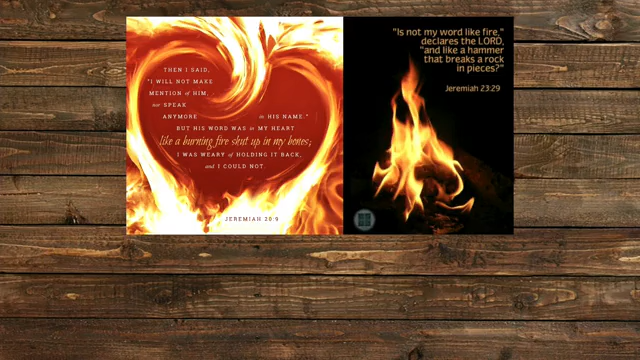 THEN I SAID,
"I WILL NOT MAKE
MENTION of HIM,
nor SPEAK
ANYMORE in HIS NAME."
BUT HIS WORD WAS in MY HEART
like a burning fire shut up in my bones;
I WAS WEARY of HOLDING IT BACK,
and I COULD NOT.
JEREMIAH 20:9
"Is not my word like fire,"
declares the LORD,
"and like a hammer
that breaks a rock
in pieces?"
Jeremiah 23:29